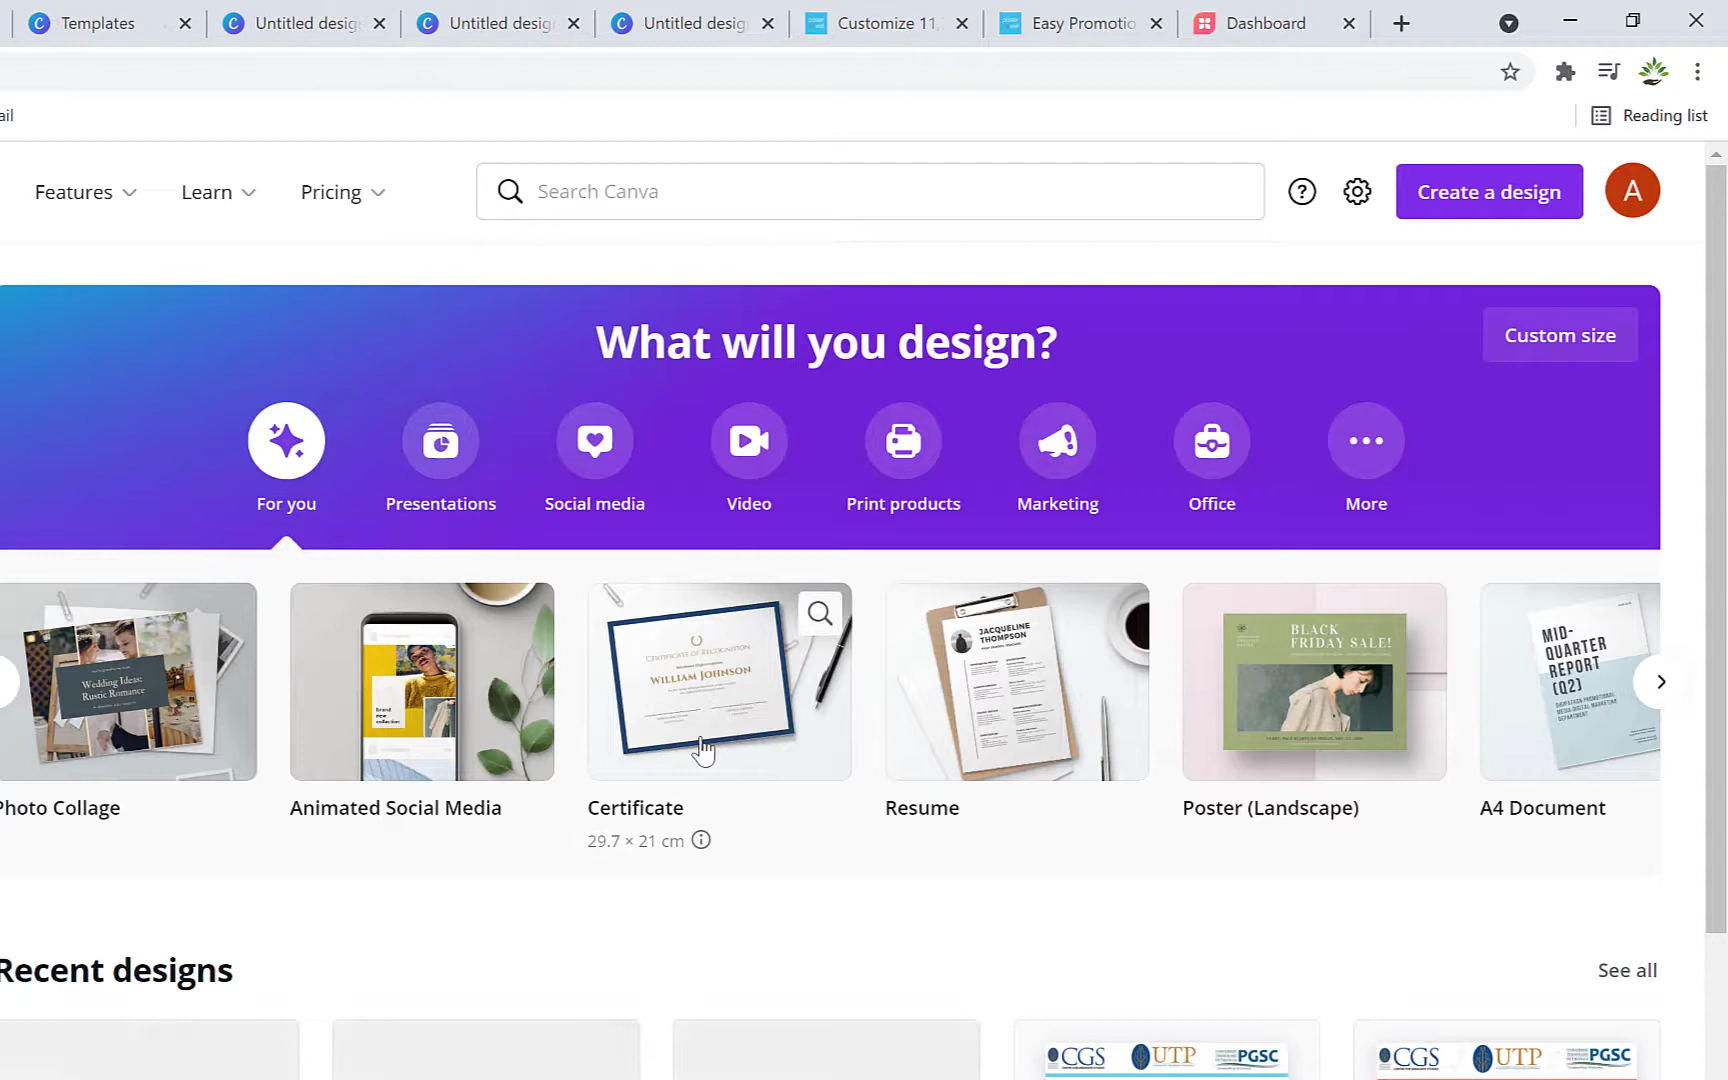 Templates
Untitled desig
Untitled desig
Untitled desig
Customize 11,
Easy Promotio
Dashboard
ail
Reading list
Features
Learn
Pricing
Search Canva
Create a design
A
What will you design?
Custom size
For you
Presentations
Social media
Video
Print products
Marketing
Office
More
Wedding Ideas:
Rustic Romance
brand
new
collection
CERTIFICATE OF RECOGNITION
WILLIAM JOHNSON
JACQUELINE
THOMPSON
BLACK
FRIDAY SALE!
MID-
QUARTER
REPORT
(Q2)
Photo Collage
Animated Social Media
Certificate
Resume
Poster (Landscape)
A4 Document
29.7 × 21 cm
Recent designs
See all
CGS
UTP
PGSC
CGS
UTP
PGSC